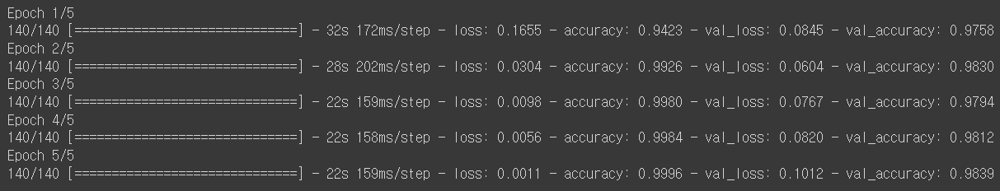 Epoch 1/5
140/140 [==============================] - 32s 172ms/step - loss: 0.1655 - accuracy: 0.9423 - val_loss: 0.0845 - val_accuracy: 0.9758
Epoch 2/5
140/140 [==============================] - 28s 202ms/step - loss: 0.0304 - accuracy: 0.9926 - val_loss: 0.0604 - val_accuracy: 0.9830
Epoch 3/5
140/140 [==============================] - 22s 159ms/step - loss: 0.0098 - accuracy: 0.9980 - val_loss: 0.0767 - val_accuracy: 0.9794
Epoch 4/5
140/140 [==============================] - 22s 158ms/step - loss: 0.0056 - accuracy: 0.9984 - val_loss: 0.0820 - val_accuracy: 0.9812
Epoch 5/5
140/140 [==============================] - 22s 159ms/step - loss: 0.0011 - accuracy: 0.9996 - val_loss: 0.1012 - val_accuracy: 0.9839